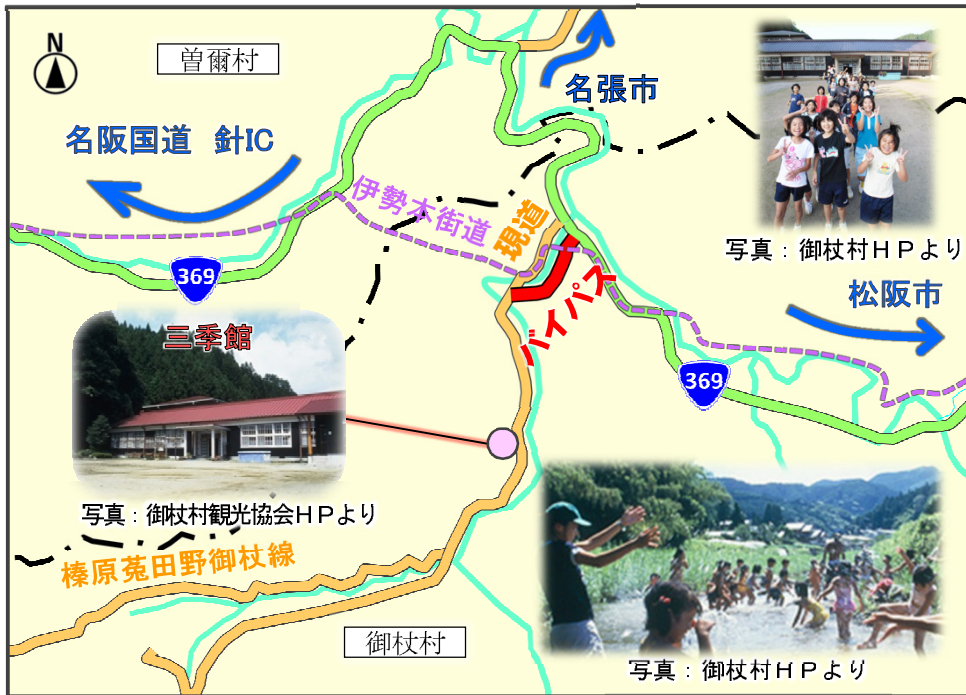 N
曽爾村
名張市
名阪国道 針IC
伊勢本街道
現道
写真：御杖村ＨＰより
369
松阪市
バイパス
三季館
369
写真：御杖村観光協会ＨＰより
榛原菟田野御杖線
御杖村
写真：御杖村ＨＰより